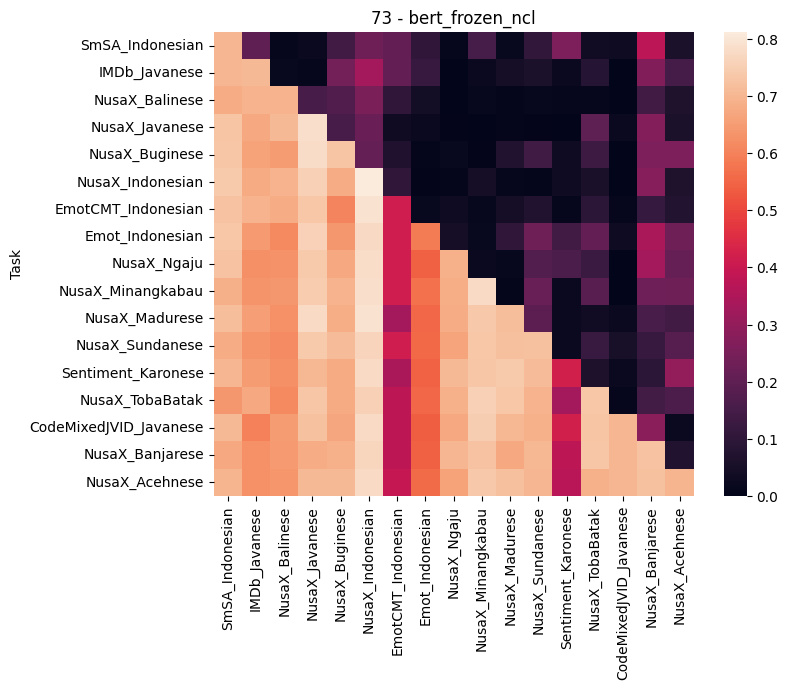 73 - bert_frozen_ncl
Task
SmSA_Indonesian
IMDb_Javanese
NusaX_Balinese
NusaX_Javanese
NusaX_Buginese
NusaX_Indonesian
EmotCMT_Indonesian
Emot_Indonesian
NusaX_Ngaju
NusaX_Minangkabau
NusaX_Madurese
NusaX_Sundanese
Sentiment_Karonese
NusaX_TobaBatak
CodeMixedJVID_Javanese
NusaX_Banjarese
NusaX_Acehnese
SmSA_Indonesian
IMDb_Javanese
NusaX_Balinese
NusaX_Javanese
NusaX_Buginese
NusaX_Indonesian
EmotCMT_Indonesian
Emot_Indonesian
NusaX_Ngaju
NusaX_Minangkabau
NusaX_Madurese
NusaX_Sundanese
Sentiment_Karonese
NusaX_TobaBatak
CodeMixedJVID_Javanese
NusaX_Banjarese
NusaX_Acehnese
0.8
0.7
0.6
0.5
0.4
0.3
0.2
0.1
0.0